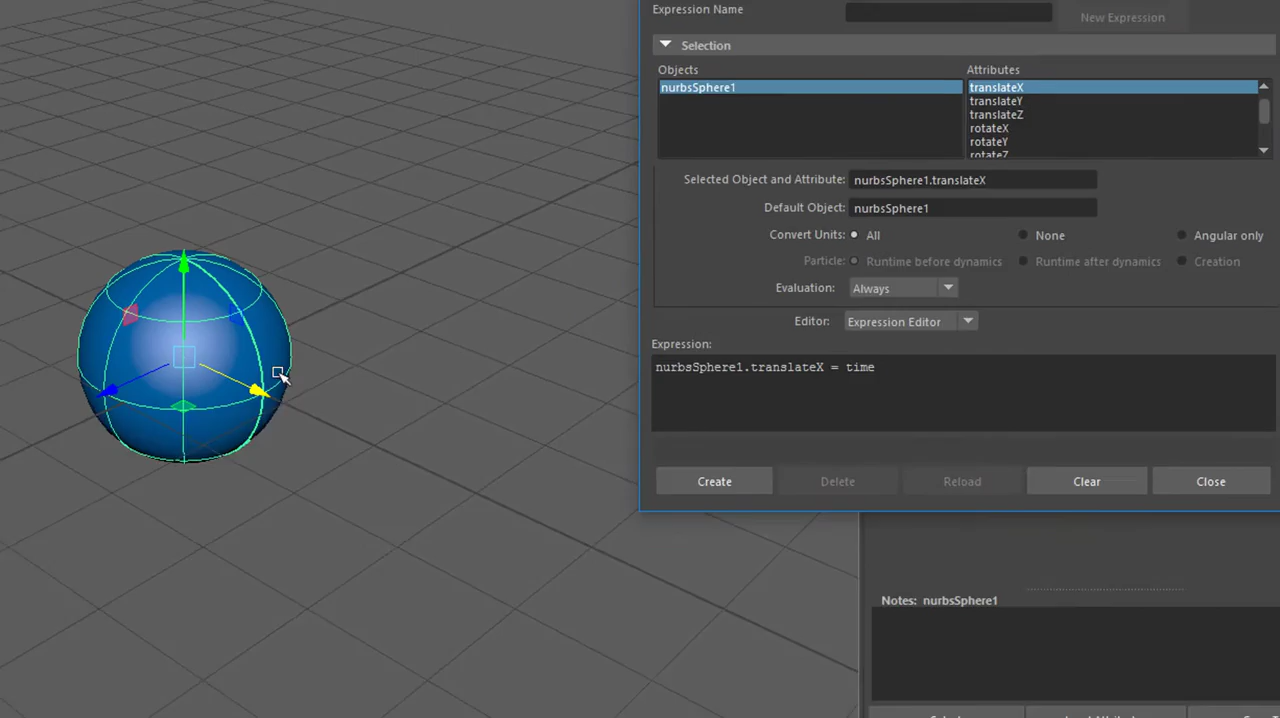 Expression Name
New Expression
Selection
Objects
Attributes
nurbsSphere1
translateX
translateY
translateZ
rotateX
rotateY
rotateZ
Selected Object and Attribute: nurbsSphere1.translateX
Default Object: nurbsSphere1
Convert Units: All None Angular only
Particle: Runtime before dynamics Runtime after dynamics Creation
Evaluation: Always
Editor: Expression Editor
Expression:
nurbsSphere1.translateX = time
Create Delete Reload Clear Close
Notes: nurbsSphere1